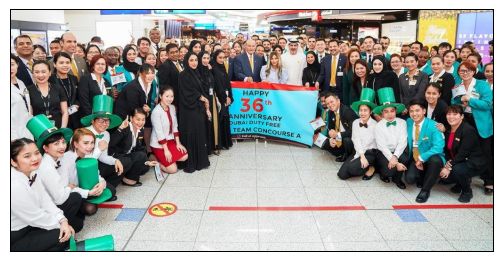 HAPPY
36TH
ANNIVERSARY
DUBAI DUTY FREE
TEAM CONCOURSE A